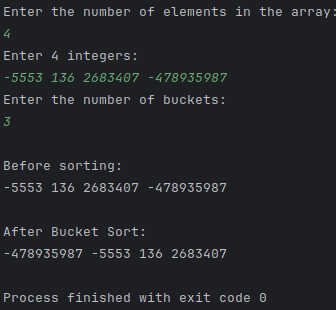 Enter the number of elements in the array:
4
Enter 4 integers:
-5553 136 2683407 -478935987
Enter the number of buckets:
3
Before sorting:
-5553 136 2683407 -478935987
After Bucket Sort:
-478935987 -5553 136 2683407
Process finished with exit code 0